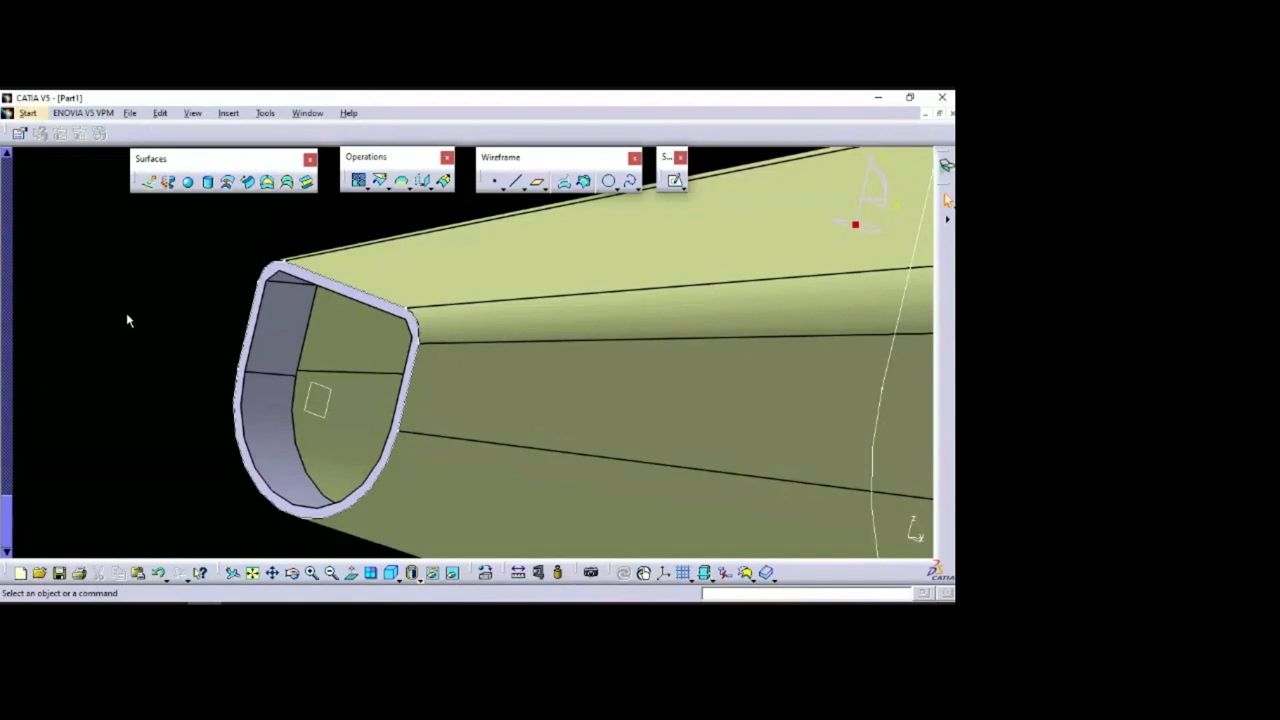 CATIA V5 - [Part1]
Start ENOVIA V5 VPM File Edit View Insert Tools Window Help
Surfaces
Operations
Wireframe
S...
z
CATIA
Select an object or a command